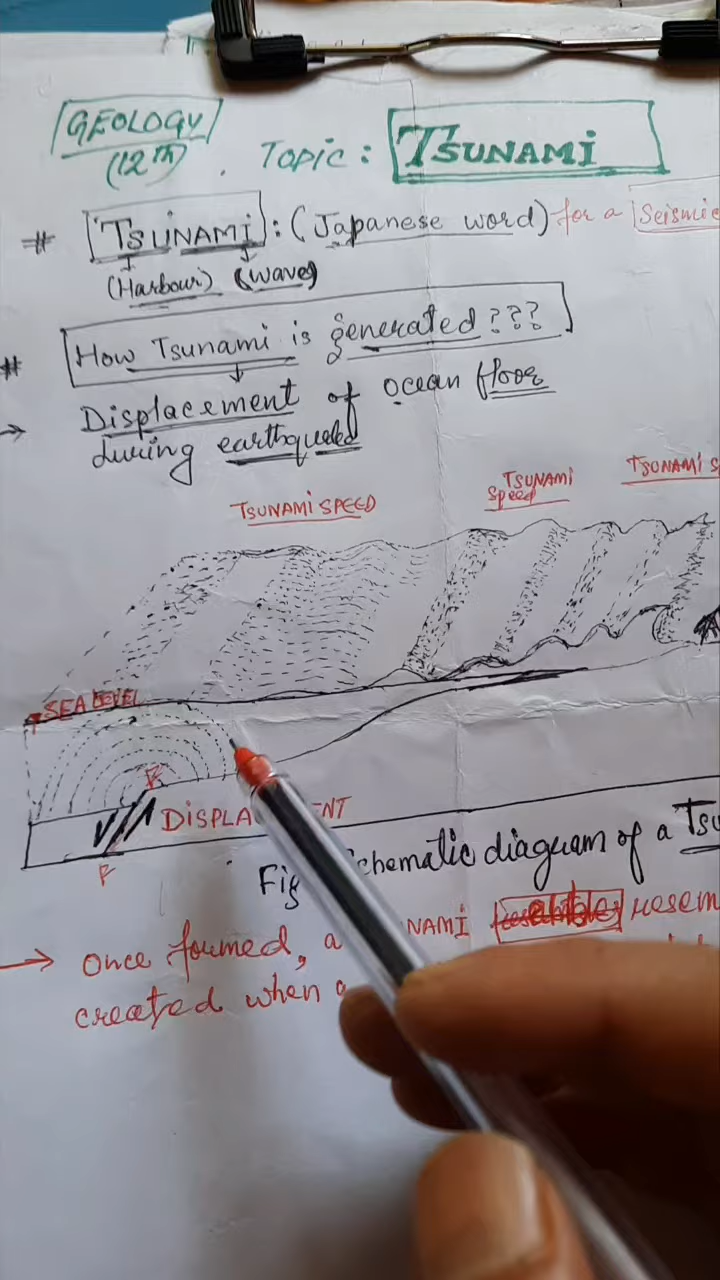 GEOLOGY
(12th)
. Topic : TSUNAMI
# 'TSUNAMI : (Japanese word) for a Seismic
(Harbour) (wave)
# How Tsunami is generated ???
→ Displacement of ocean floor
during earthquake
TSUNAMI SPEED
TSUNAMI
Speed
TSUNAMI S
SEA LEVEL
F
DISPLA NT
F
Fig chematic diagram of a Tsu
→ Once formed, a NAMI resem
created when a